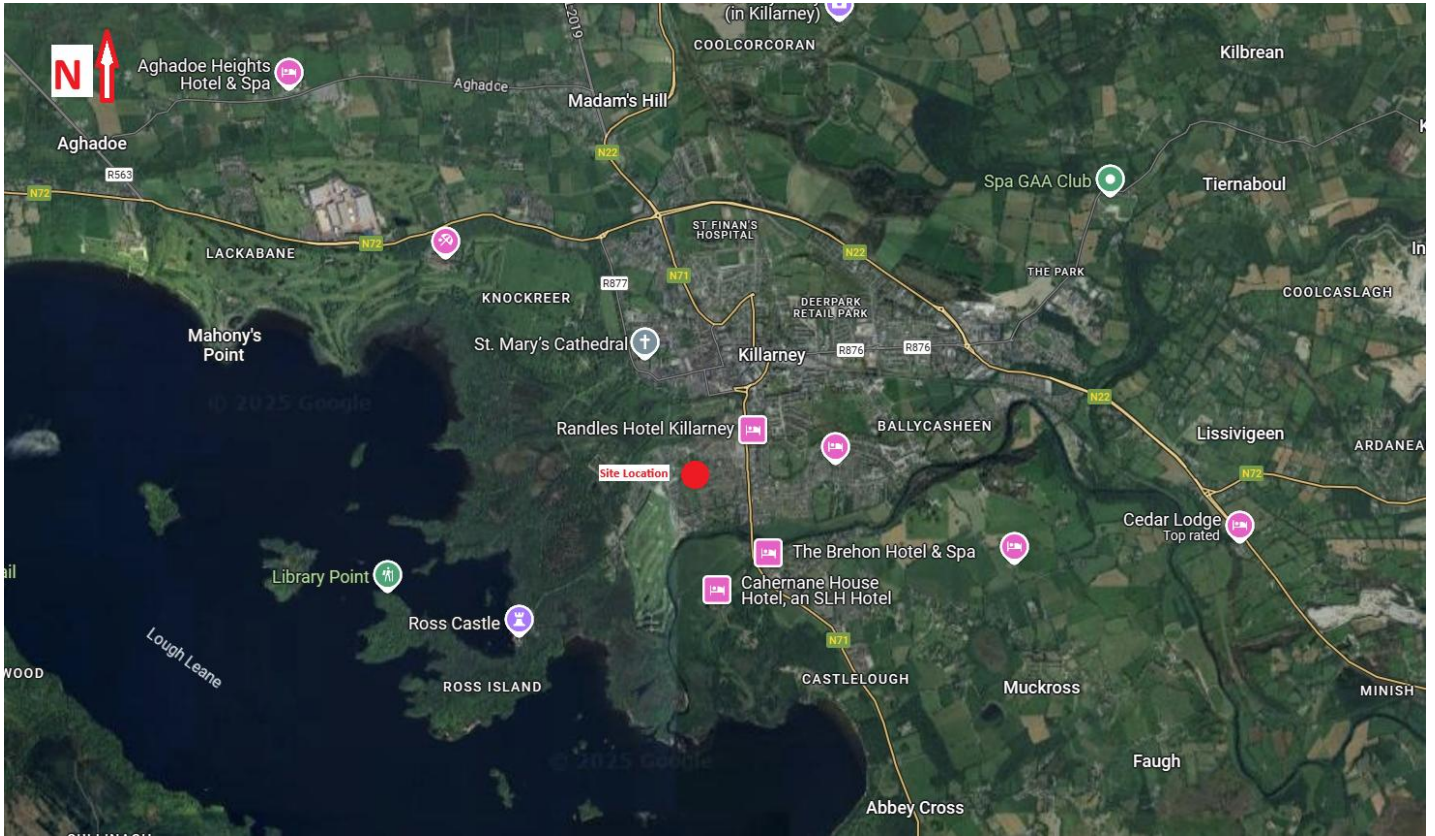 (in Killarney)
L2019
COOLCORCORAN
Kilbrean
N
Aghadoe Heights
Hotel & Spa
Aghadoe
Madam's Hill
Aghadoe
N22
R563
Spa GAA Club
Tiernaboul
N72
ST FINAN'S
HOSPITAL
LACKABANE
N72
N22
In
R877
N71
THE PARK
KNOCKREER
DEERPARK
RETAIL PARK
COOLCASLAGH
Mahony's
Point
St. Mary's Cathedral
Killarney
R876
R876
© 2025 Google
N22
Randles Hotel Killarney
BALLYCASHEEN
Lissivigeen
ARDANEA
Site Location
N72
Cedar Lodge
Top rated
The Brehon Hotel & Spa
ail
Library Point
Cahernane House
Hotel, an SLH Hotel
Ross Castle
N71
Lough Leane
WOOD
ROSS ISLAND
CASTLELOUGH
Muckross
MINISH
© 2025 Google
Faugh
Abbey Cross